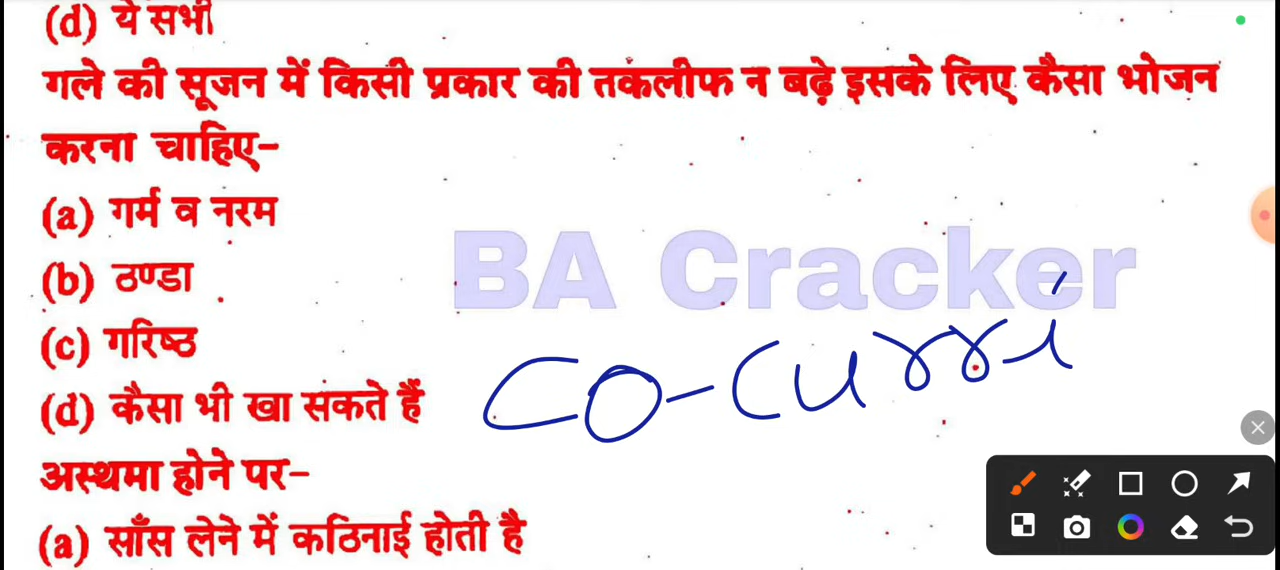 (d) ये सभी
गले की सूजन में किसी प्रकार की तकलीफ न बढ़े इसके लिए कैसा भोजन
करना चाहिए-
(a) गर्म व नरम
(b) ठण्डा
(c) गरिष्ठ
(d) कैसा भी खा सकते हैं
BA Cracker
CO-Curri
अस्थमा होने पर-
(a) साँस लेने में कठिनाई होती है